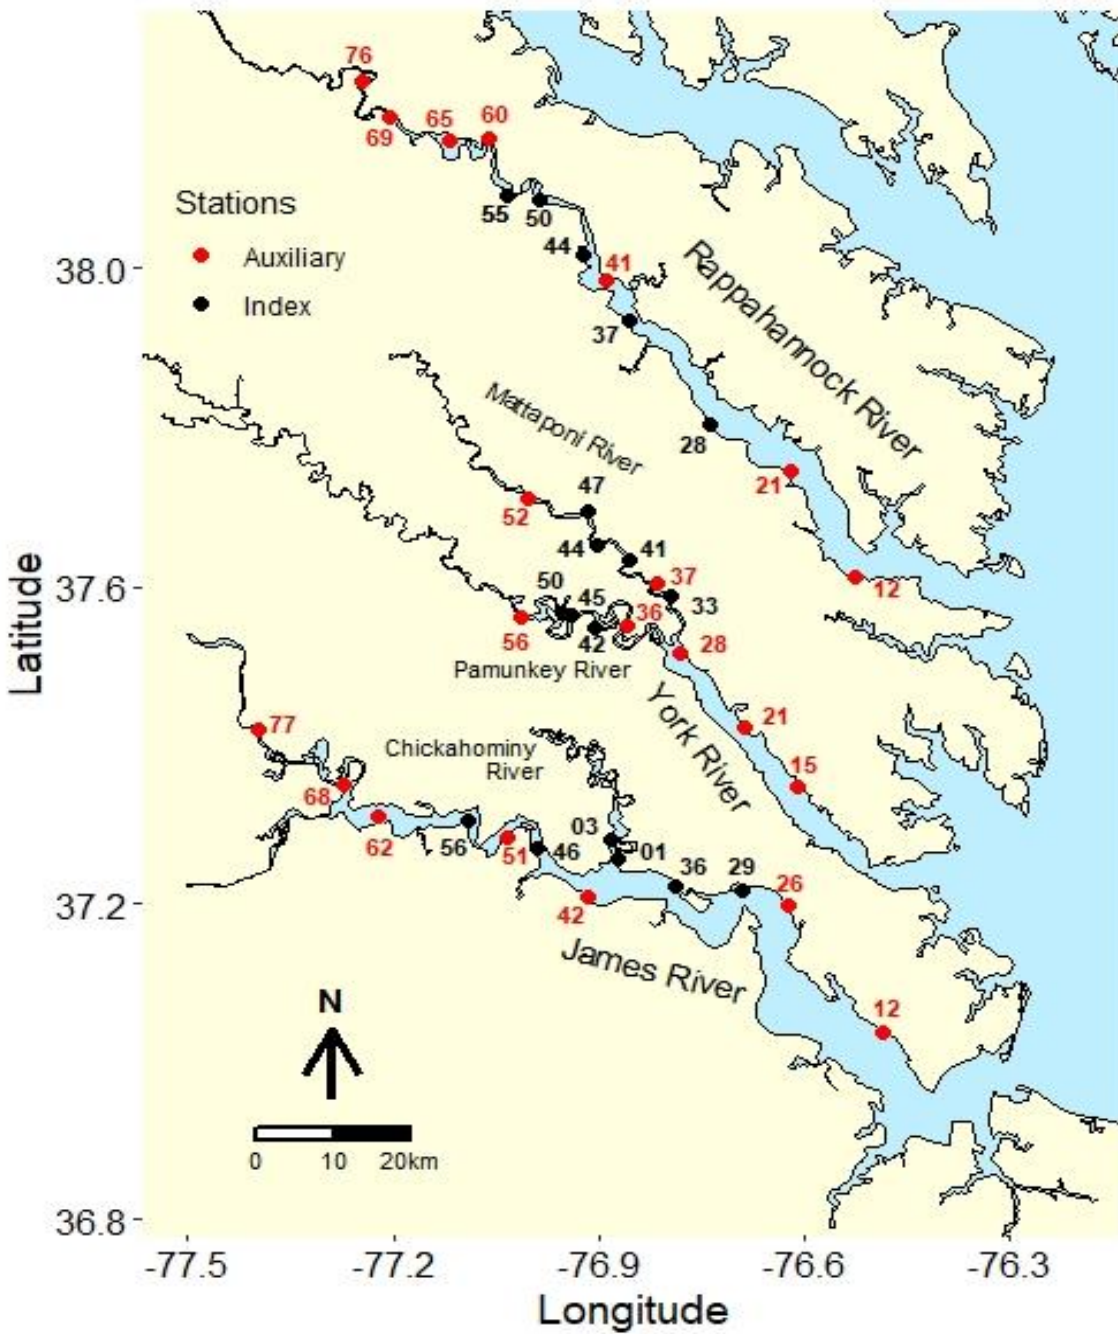 76
69
65
60
55
50
44
41
37
28
21
12
Stations
Auxiliary
Index
Rappahannock River
Mattaponi River
52
47
44
41
37
33
50
45
36
56
42
28
Pamunkey River
York River
21
15
77
Chickahominy
River
68
62
56
51
46
03
01
36
29
26
42
James River
12
N
0 10 20km
38.0
37.6
37.2
36.8
Latitude
-77.5 -77.2 -76.9 -76.6 -76.3
Longitude